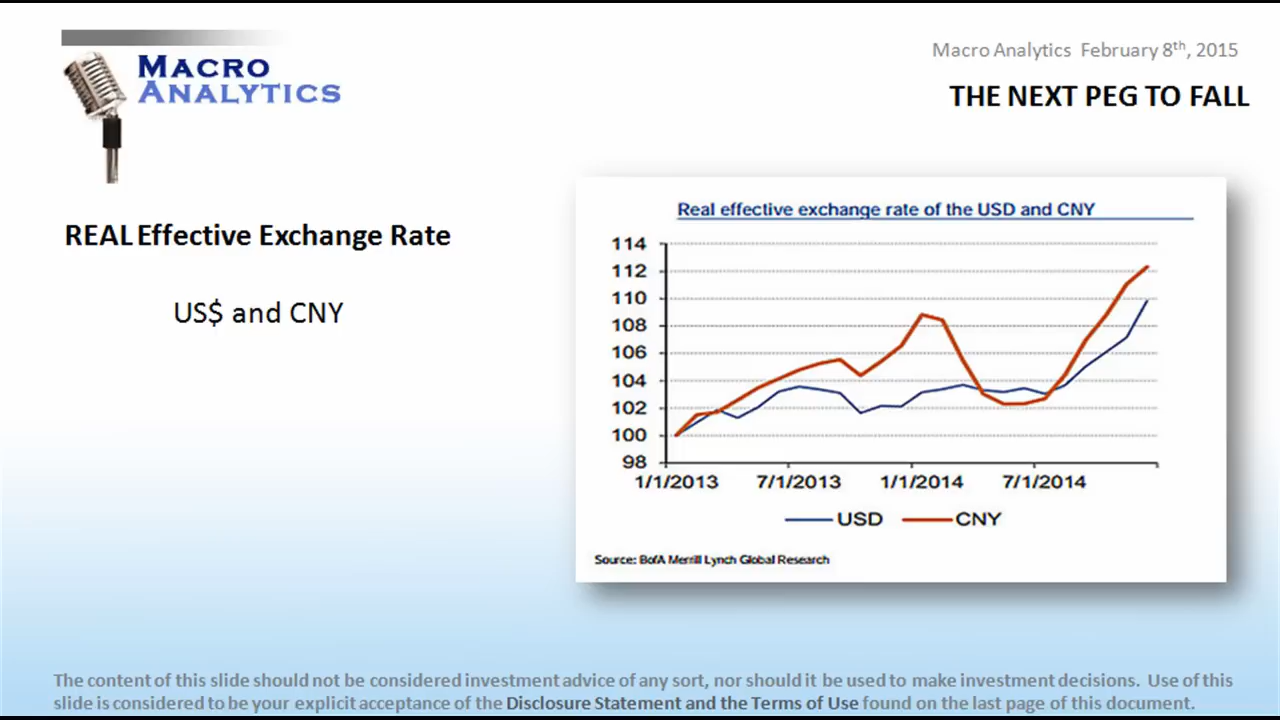 MACRO
ANALYTICS
Macro Analytics February 8th, 2015
THE NEXT PEG TO FALL
REAL Effective Exchange Rate
US$ and CNY
Real effective exchange rate of the USD and CNY
114
112
110
108
106
104
102
100
98
1/1/2013 7/1/2013 1/1/2014 7/1/2014
USD CNY
Source: BofA Merrill Lynch Global Research
The content of this slide should not be considered investment advice of any sort, nor should it be used to make investment decisions. Use of this
slide is considered to be your explicit acceptance of the Disclosure Statement and the Terms of Use found on the last page of this document.